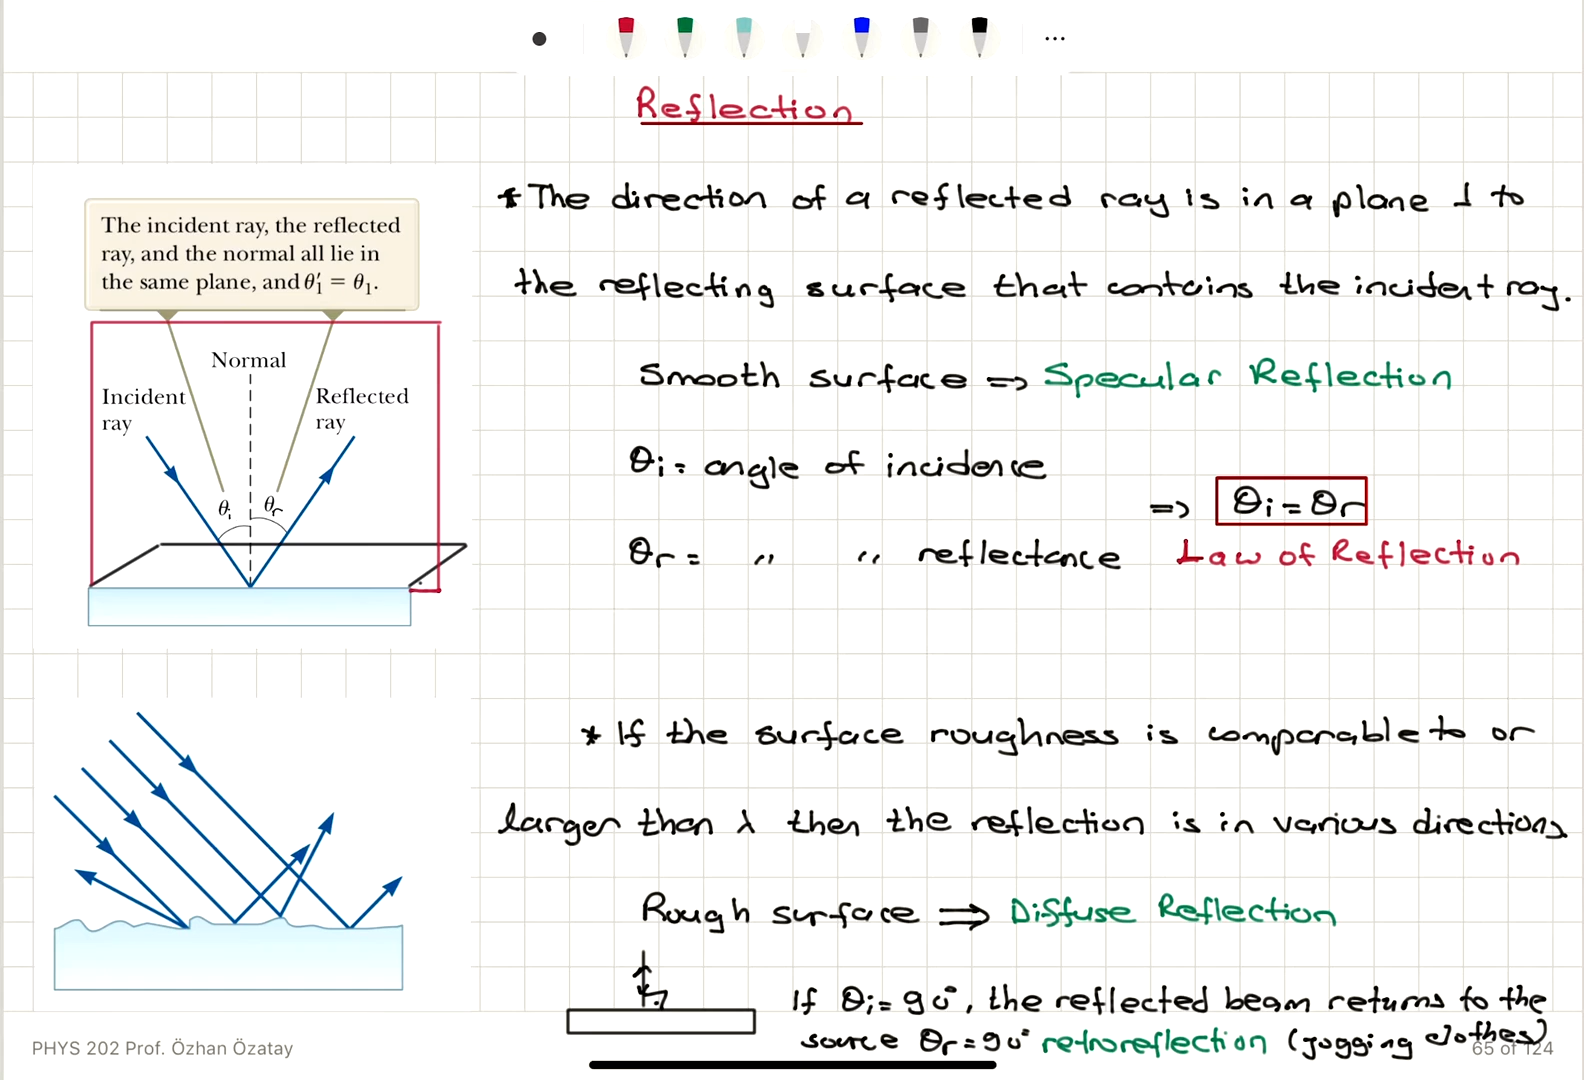 Reflection
* The direction of a reflected ray is in a plane ⊥ to
the reflecting surface that contains the incident ray.
Smooth surface => Specular Reflection
θi = angle of incidence
=> θi = θr
θr = " " reflectance Law of Reflection
The incident ray, the reflected
ray, and the normal all lie in
the same plane, and θ′1 = θ1.
Normal
Incident
ray
Reflected
ray
θi θr
* If the surface roughness is comparable to or
larger than λ then the reflection is in various directions
Rough surface => Diffuse Reflection
If θi = 90°, the reflected beam returns to the
source θr = 90° retroreflection (jogging clothes)
PHYS 202 Prof. Özhan Özatay
65 of 124